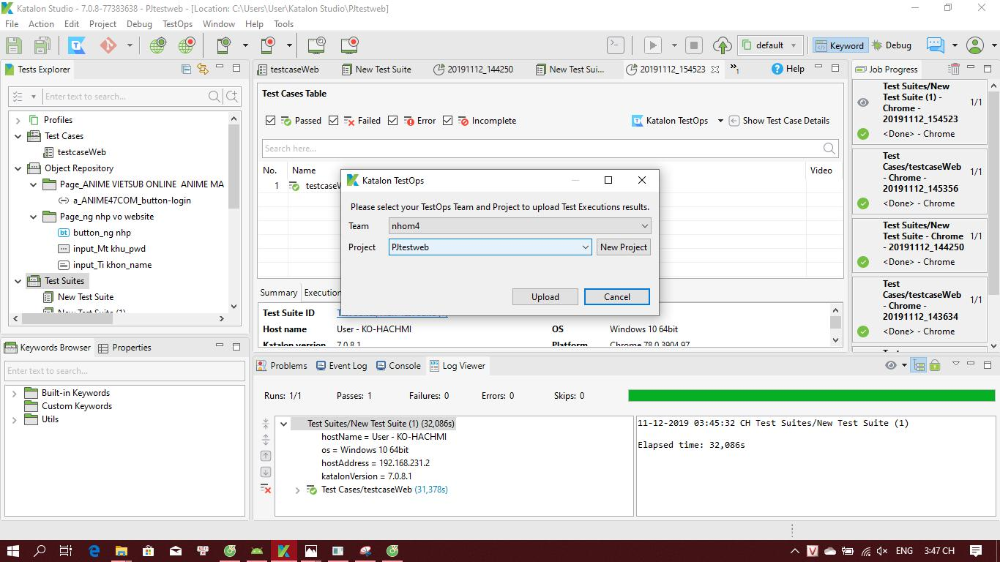 Katalon Studio - 7.0.8-77383638 - PJtestweb - [Location: C:\Users\User\Katalon Studio\PJtestweb]
File Action Edit Project Debug TestOps Window Help Tools
default Keyword Debug
Tests Explorer
Enter text to search...
Profiles
Test Cases
testcaseWeb
Object Repository
Page_ANIME VIETSUB ONLINE ANIME MA
a_ANIME47COM_button-login
Page_ng nhp vo website
button_ng nhp
input_Mt khu_pwd
input_Ti khon_name
Test Suites
New Test Suite
Keywords Browser Properties
Enter text to search...
Built-in Keywords
Custom Keywords
Utils
testcaseWeb New Test Suite 20191112_144250 New Test Sui... 20191112_154523 »1 Help
Test Cases Table
Passed Failed Error Incomplete Katalon TestOps Show Test Case Details
Search here...
No. Name Video
1 testcaseW
Summary Execution
Test Suite ID
Host name User - KO-HACHMI OS Windows 10 64bit
Katalon version 7.0.8.1 Platform Chrome 78.0.3904.97
Katalon TestOps
Please select your TestOps Team and Project to upload Test Executions results.
Team nhom4
Project PJtestweb New Project
Upload Cancel
Job Progress
Test Suites/New
Test Suite (1) -
Chrome -
20191112_154523
1/1
<Done> - Chrome
Test
Cases/testcaseWeb
- Chrome -
20191112_145356
1/1
<Done> - Chrome
Test Suites/New
Test Suite - Chrome
- 20191112_144250
1/1
<Done> - Chrome
Test
Cases/testcaseWeb
- Chrome -
20191112_143634
1/1
<Done> - Chrome
Problems Event Log Console Log Viewer
Runs: 1/1 Passes: 1 Failures: 0 Errors: 0 Skips: 0
Test Suites/New Test Suite (1) (32,086s)
hostName = User - KO-HACHMI
os = Windows 10 64bit
hostAddress = 192.168.231.2
katalonVersion = 7.0.8.1
Test Cases/testcaseWeb (31,378s)
11-12-2019 03:45:32 CH Test Suites/New Test Suite (1)
Elapsed time: 32,086s
ENG 3:47 CH